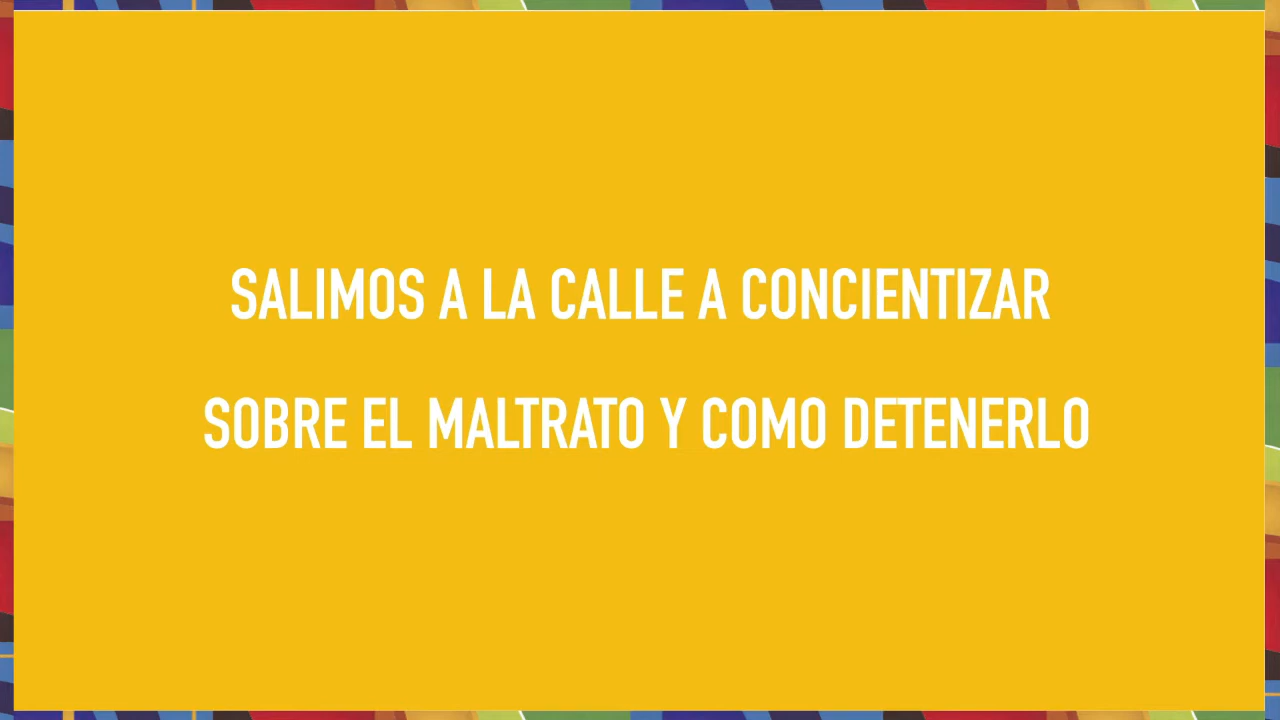 SALIMOS A LA CALLE A CONCIENTIZAR
SOBRE EL MALTRATO Y COMO DETENERLO